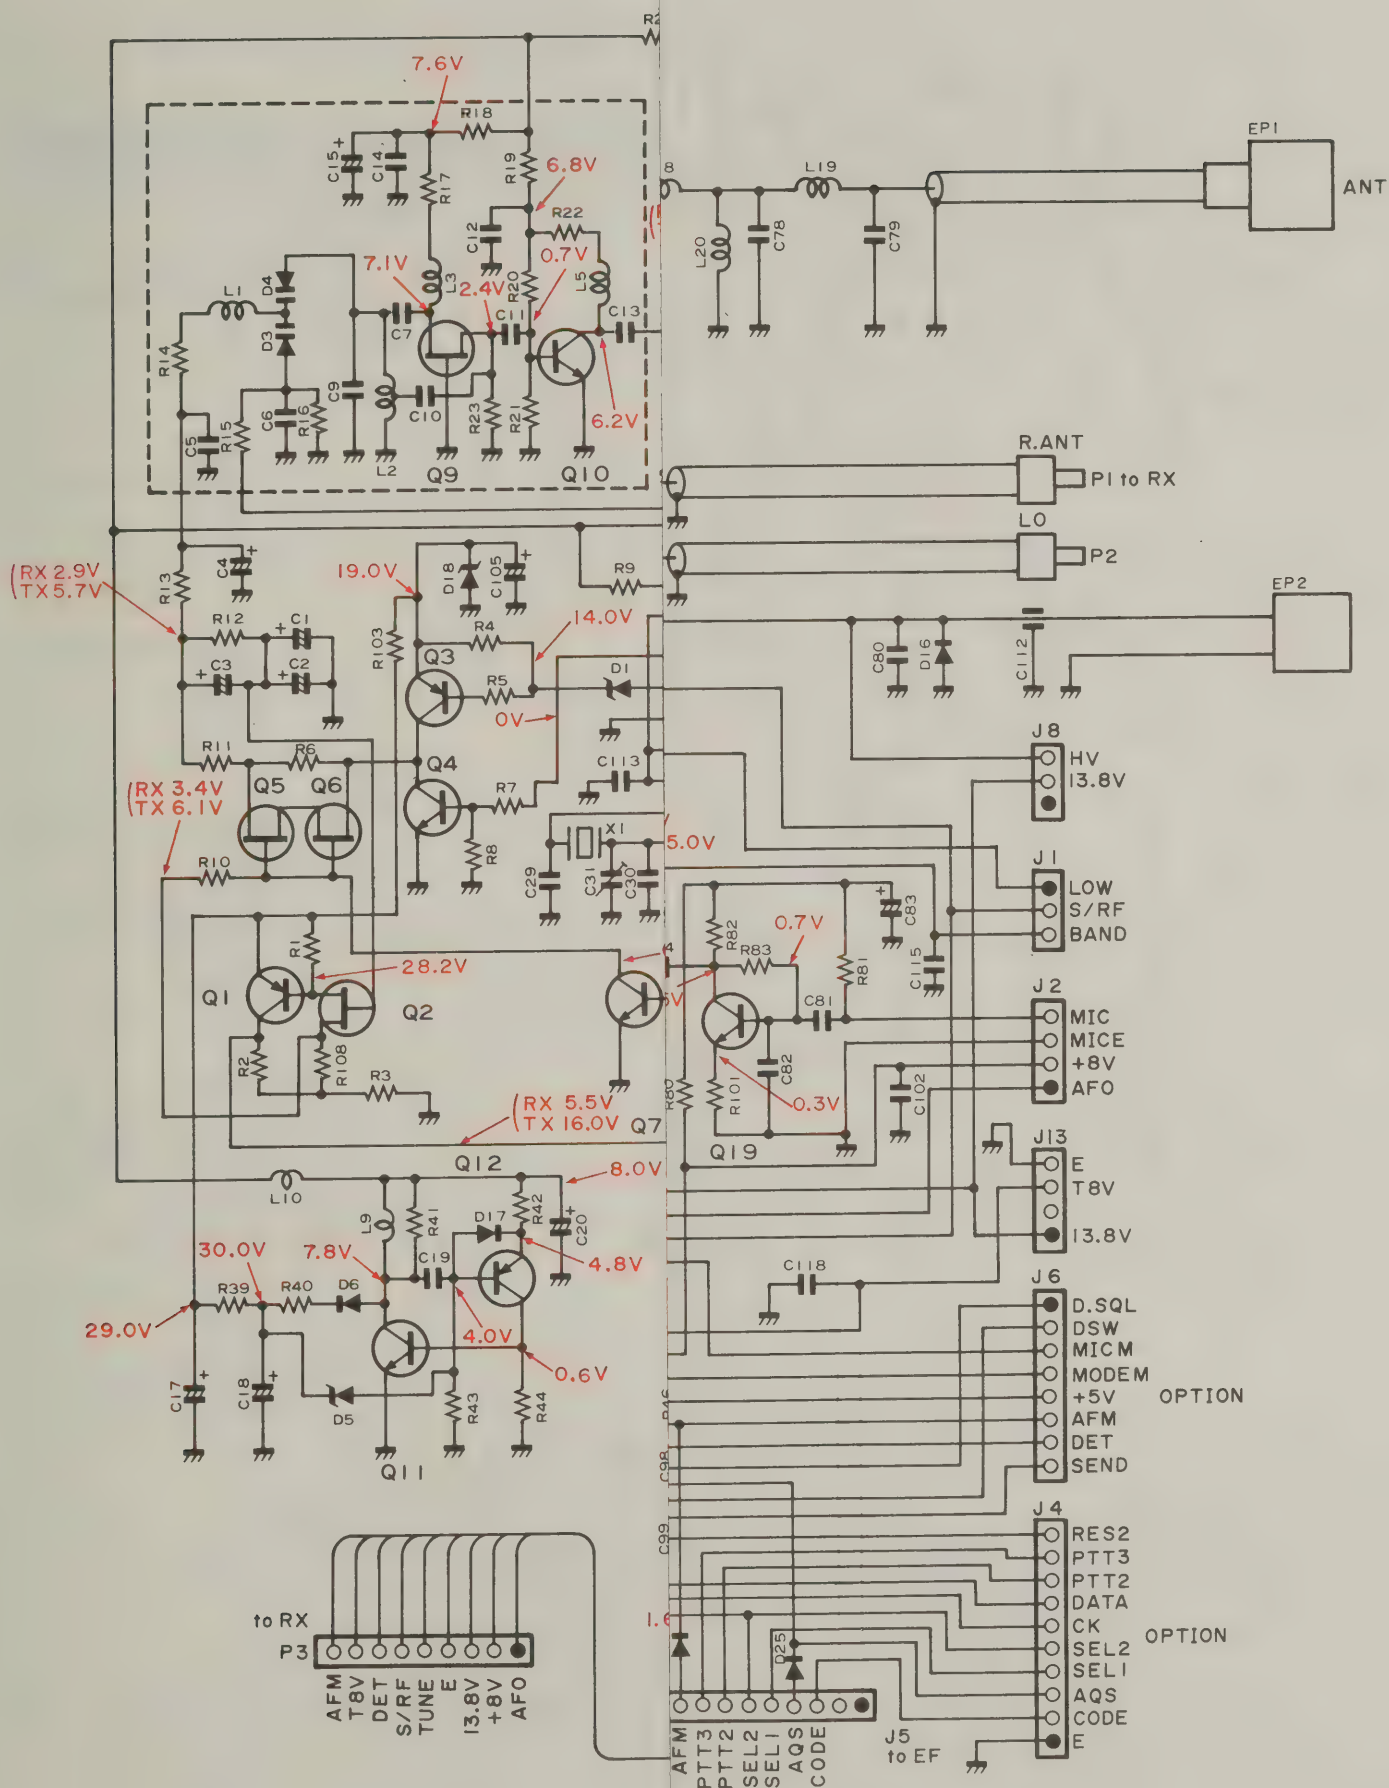 7.6V
R18
C15
+
C14
R17
R19
6.8V
R22
C12
0.7V
7.1V
L3
2.4V
R20
L5
C11
C13
L1
D4
D3
C7
R14
C9
C10
R23
R21
6.2V
C5
R15
C6
R16
L2
Q9
Q10
EP1
ANT
8
L19
L20
C78
C79
R.ANT
P1 to RX
LO
P2
EP2
(RX 2.9V
TX 5.7V
R13
C4
+
19.0V
D18
C105
+
R9
R12
+
C1
R103
R4
14.0V
+
C3
+
C2
Q3
R5
D1
0V
C80
D16
C112
R11
R6
Q4
C113
(RX 3.4V
TX 6.1V
Q5
Q6
R7
X1
5.0V
R10
R8
C29
C31
C30
J8
HV
13.8V
J1
LOW
S/RF
BAND
R1
28.2V
Q1
Q2
R2
R108
R3
(RX 5.5V
TX 16.0V
Q7
+
C83
R82
0.7V
R83
R81
C115
C81
C82
R80
R101
0.3V
C102
Q19
J2
MIC
MICE
+8V
AFO
J13
E
T8V
13.8V
Q12
8.0V
L10
L9
R41
D17
R42
+
C20
30.0V
7.8V
C19
4.8V
R39
R40
D6
29.0V
4.0V
0.6V
C17
+
C18
+
D5
R43
R44
Q11
C118
J6
D.SQL
DSW
MICM
MODEM
+5V
AFM
DET
SEND
OPTION
R46
C98
C99
J4
RES2
PTT3
PTT2
DATA
CK
SEL2
SEL1
AQS
CODE
E
OPTION
to RX
P3
AFM
T8V
DET
S/RF
TUNE
E
13.8V
+8V
AFO
D25
AFM
PTT3
PTT2
SEL2
SEL1
AQS
CODE
J5
to EF